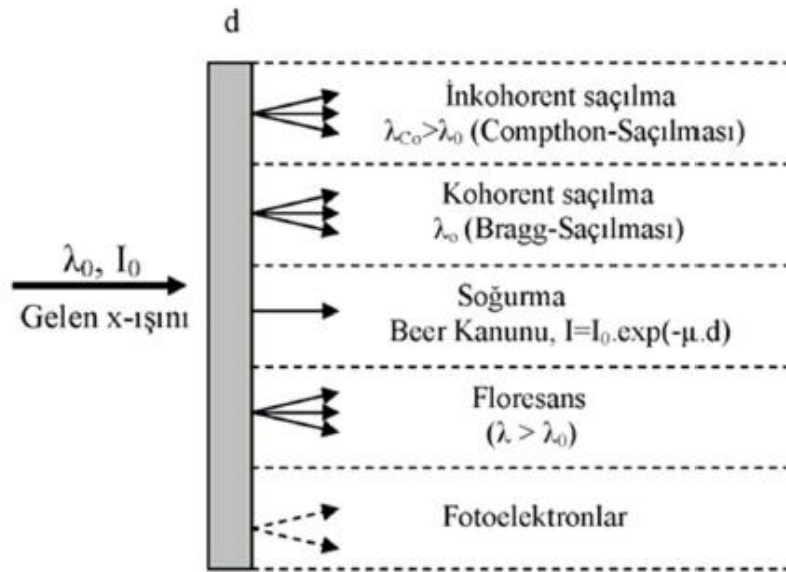 d
İnkohorent saçılma
λCo>λ0 (Compthon-Saçılması)
Kohorent saçılma
λo (Bragg-Saçılması)
λ0, I0
Gelen x-ışını
Soğurma
Beer Kanunu, I=I0.exp(-μ.d)
Floresans
(λ > λ0)
Fotoelektronlar